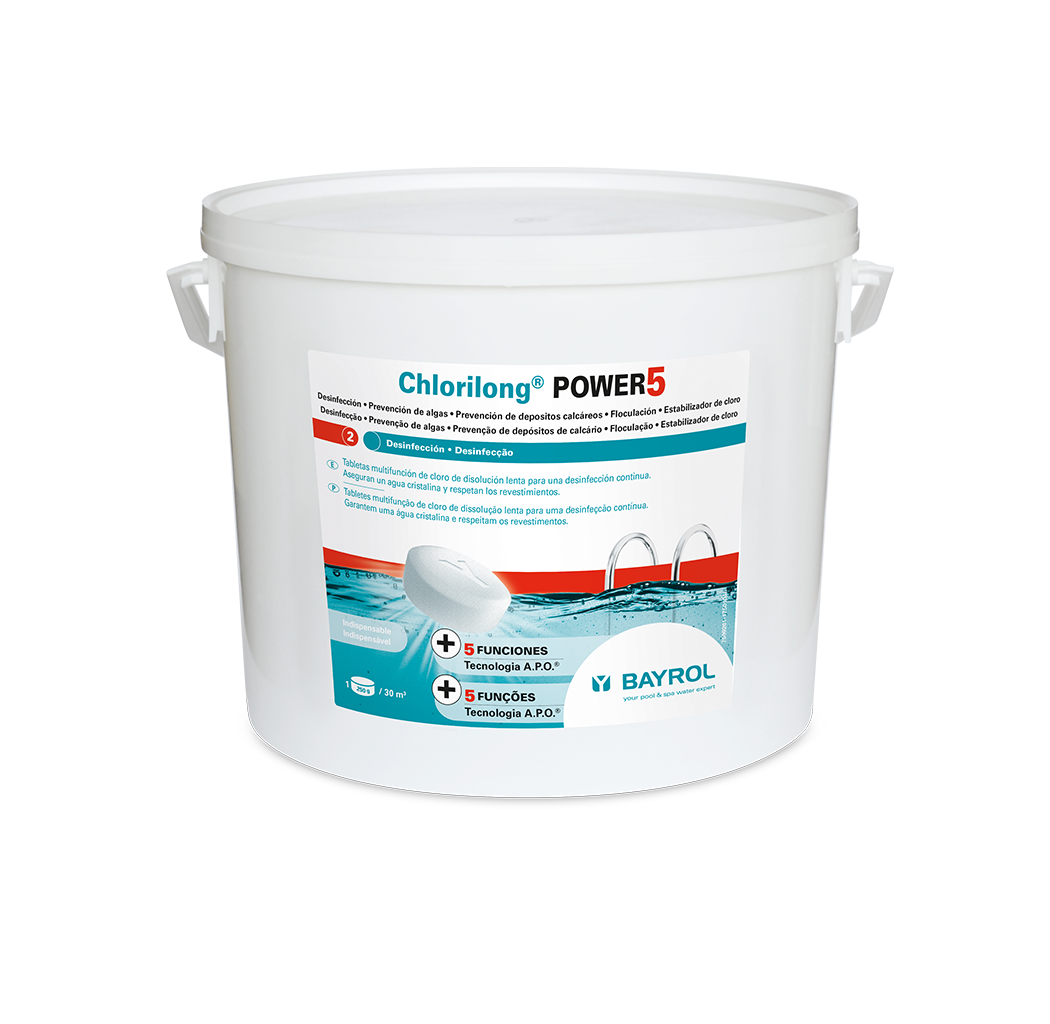 Chlorilong® POWER5
Desinfección • Prevención de algas • Prevención de depositos calcáreos • Floculación • Estabilizador de cloro
Desinfecção • Prevenção de algas • Prevenção de depósitos de calcário • Floculação • Estabilizador de cloro
2 Desinfección • Desinfecção
E Tabletas multifunción de cloro de disolución lenta para una desinfección contínua.
Aseguran un agua cristalina y respetan los revestimientos.
P Tabletes multifunção de cloro de dissolução lenta para uma desinfecção contínua.
Garantem uma água cristalina e respeitam os revestimentos.
Indispensable
Indispensável
+ 5 FUNCIONES
Tecnologia A.P.O.®
1 250 g / 30 m³
+ 5 FUNÇÕES
Tecnologia A.P.O.®
BAYROL
your pool & spa water expert